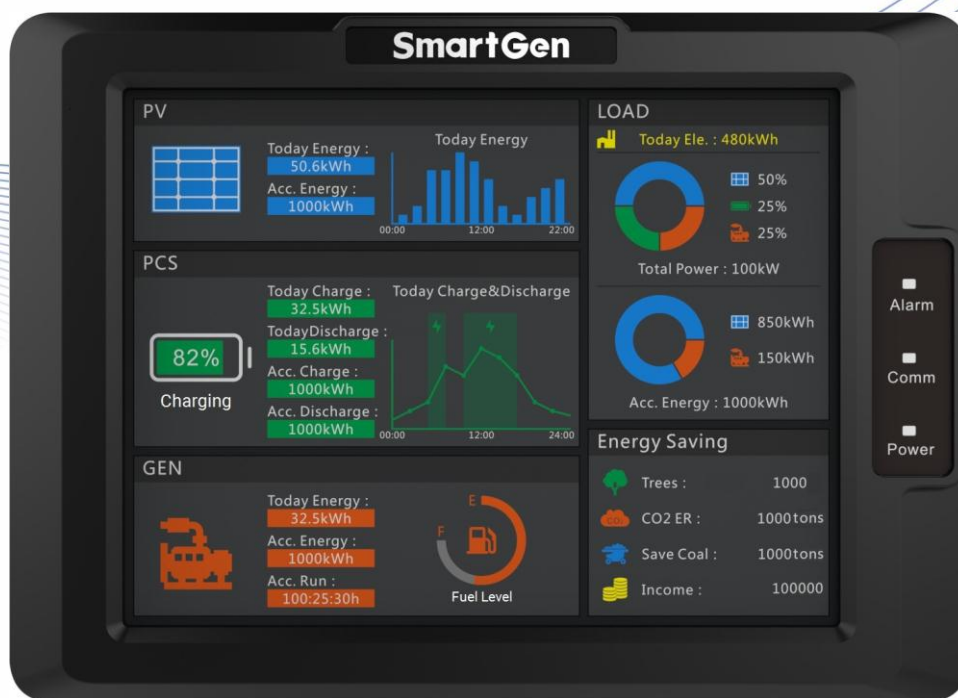 SmartGen
PV
Today Energy :
50.6kWh
Acc. Energy :
1000kWh
Today Energy
00:00 12:00 22:00
PCS
82%
Charging
Today Charge :
32.5kWh
TodayDischarge :
15.6kWh
Acc. Charge :
1000kWh
Acc. Discharge :
1000kWh
Today Charge&Discharge
00:00 12:00 24:00
GEN
Today Energy :
32.5kWh
Acc. Energy :
1000kWh
Acc. Run :
100:25:30h
E
F
Fuel Level
LOAD
Today Ele. : 480kWh
50%
25%
25%
Total Power : 100kW
850kWh
150kWh
Acc. Energy : 1000kWh
Energy Saving
Trees : 1000
CO2
CO2 ER : 1000tons
Save Coal : 1000tons
Income : 100000
Alarm
Comm
Power